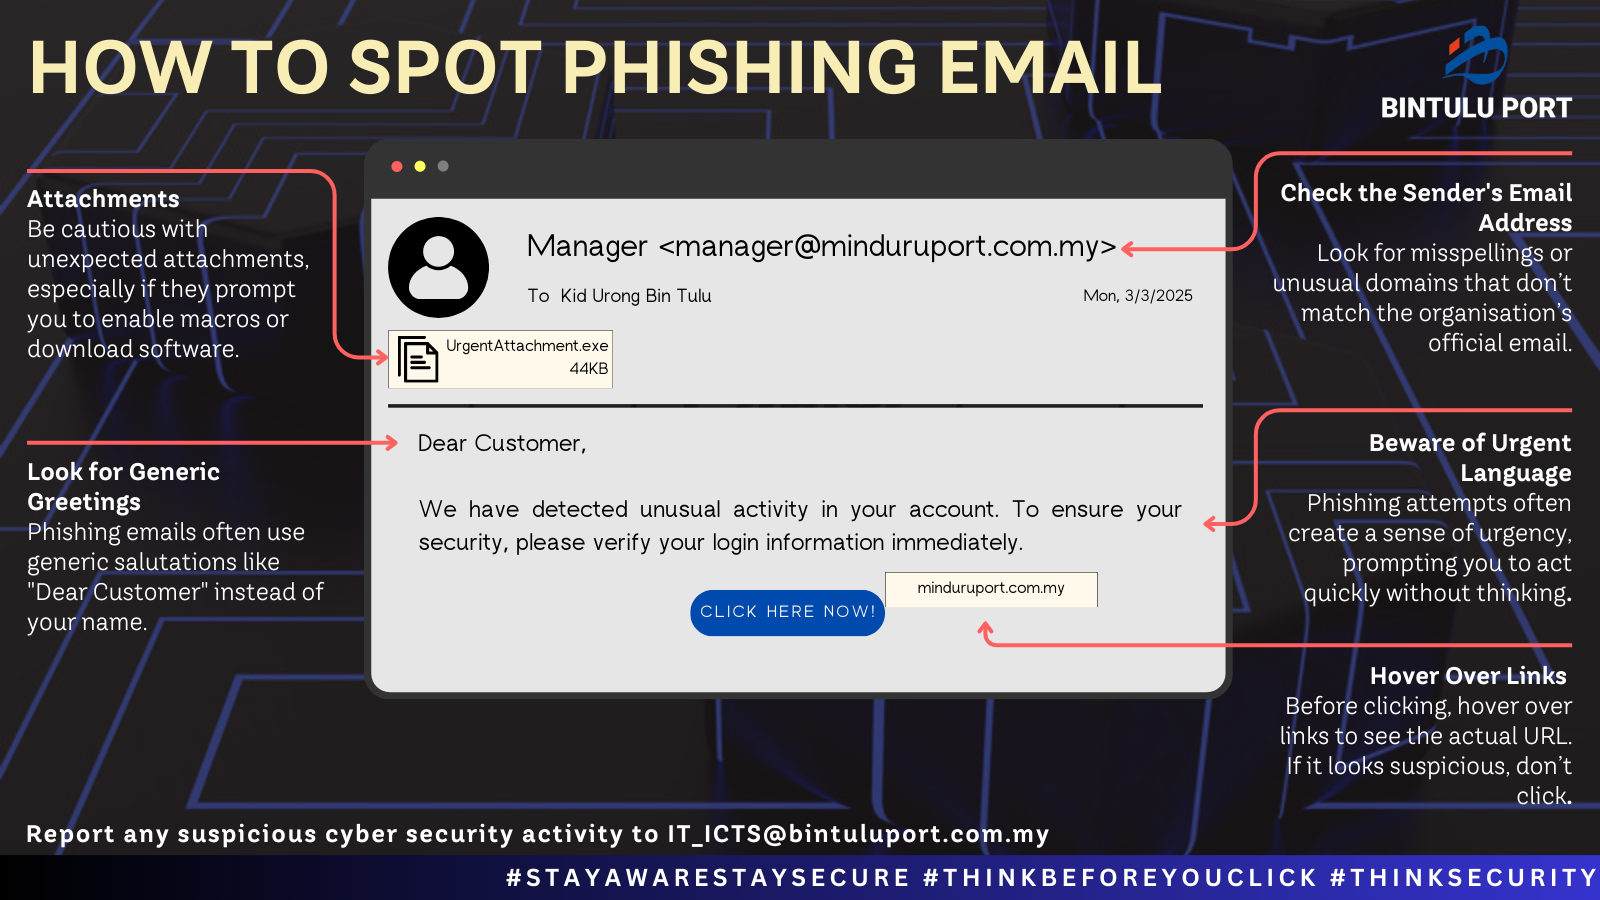 HOW TO SPOT PHISHING EMAIL
BINTULU PORT
Attachments
Be cautious with
unexpected attachments,
especially if they prompt
you to enable macros or
download software.
Look for Generic
Greetings
Phishing emails often use
generic salutations like
"Dear Customer" instead of
your name.
Manager <manager@minduruport.com.my>
To Kid Urong Bin Tulu
Mon, 3/3/2025
UrgentAttachment.exe
44KB
Dear Customer,
We have detected unusual activity in your account. To ensure your
security, please verify your login information immediately.
minduruport.com.my
CLICK HERE NOW!
Check the Sender's Email
Address
Look for misspellings or
unusual domains that don’t
match the organisation’s
official email.
Beware of Urgent
Language
Phishing attempts often
create a sense of urgency,
prompting you to act
quickly without thinking.
Hover Over Links
Before clicking, hover over
links to see the actual URL.
If it looks suspicious, don’t
click.
Report any suspicious cyber security activity to IT_ICTS@bintuluport.com.my
#STAYAWARESTAYSECURE #THINKBEFOREYOUCLICK #THINKSECURITY